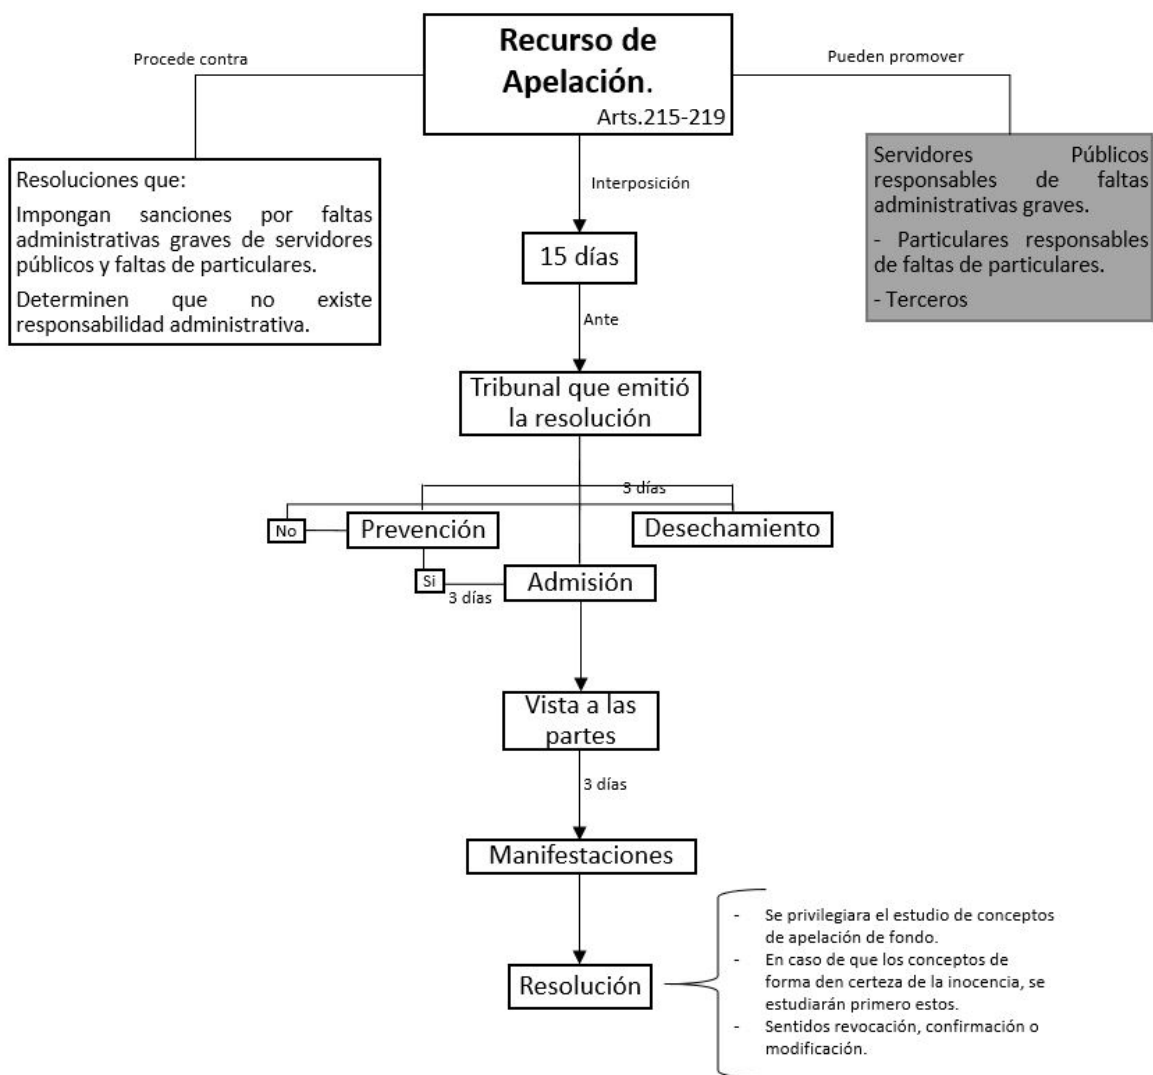 Recurso de
Apelación.
Arts.215-219
Procede contra
Pueden promover
Resoluciones que:
Impongan sanciones por faltas
administrativas graves de servidores
públicos y faltas de particulares.
Determinen que no existe
responsabilidad administrativa.
Servidores Públicos
responsables de faltas
administrativas graves.
- Particulares responsables
de faltas de particulares.
- Terceros
Interposición
15 días
Ante
Tribunal que emitió
la resolución
3 días
No
Prevención
Desechamiento
Si
3 días
Admisión
Vista a las
partes
3 días
Manifestaciones
Resolución
- Se privilegiara el estudio de conceptos
de apelación de fondo.
- En caso de que los conceptos de
forma den certeza de la inocencia, se
estudiarán primero estos.
- Sentidos revocación, confirmación o
modificación.